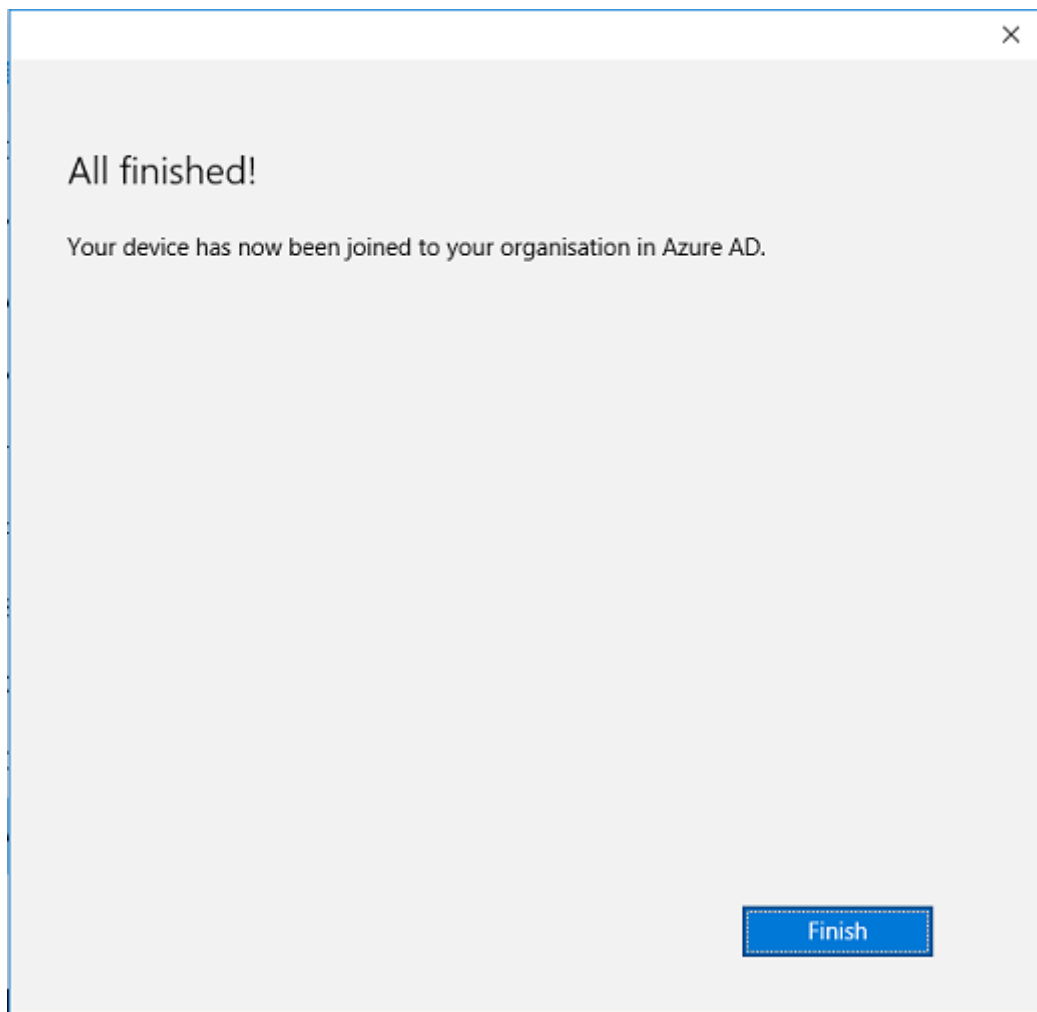 All finished!
Your device has now been joined to your organisation in Azure AD.
Finish